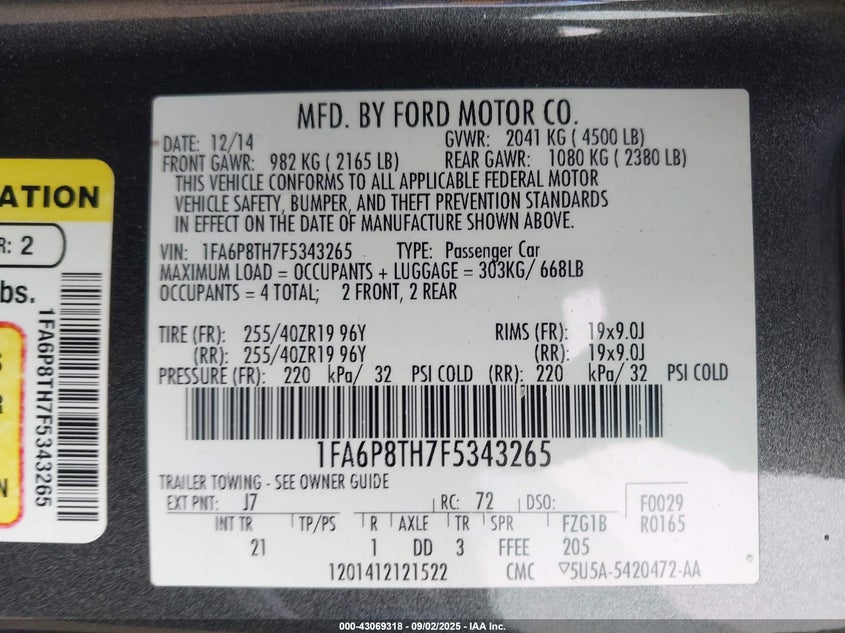 MFD. BY FORD MOTOR CO.
DATE: 12/14 GVWR: 2041 KG ( 4500 LB)
FRONT GAWR: 982 KG ( 2165 LB) REAR GAWR: 1080 KG ( 2380 LB)
THIS VEHICLE CONFORMS TO ALL APPLICABLE FEDERAL MOTOR
VEHICLE SAFETY, BUMPER, AND THEFT PREVENTION STANDARDS
IN EFFECT ON THE DATE OF MANUFACTURE SHOWN ABOVE.
VIN: 1FA6P8TH7F5343265 TYPE: Passenger Car
MAXIMUM LOAD = OCCUPANTS + LUGGAGE = 303KG/ 668LB
OCCUPANTS = 4 TOTAL; 2 FRONT, 2 REAR
TIRE (FR): 255/40ZR19 96Y RIMS (FR): 19x9.0J
(RR): 255/40ZR19 96Y (RR): 19x9.0J
PRESSURE (FR): 220 kPa/ 32 PSI COLD (RR): 220 kPa/ 32 PSI COLD
1FA6P8TH7F5343265
TRAILER TOWING - SEE OWNER GUIDE
EXT PNT: J7 RC: 72 DSO: F0029
R0165
INT TR TP/PS R AXLE TR SPR FZG1B
21 1 DD 3 FFEE 205
1201412121522 CMC ▽5U5A-5420472-AA
ATION
R: 2
bs.
1FA6P8TH7F5343265
S
R
N
000-43069318 - 09/02/2025 - IAA Inc.